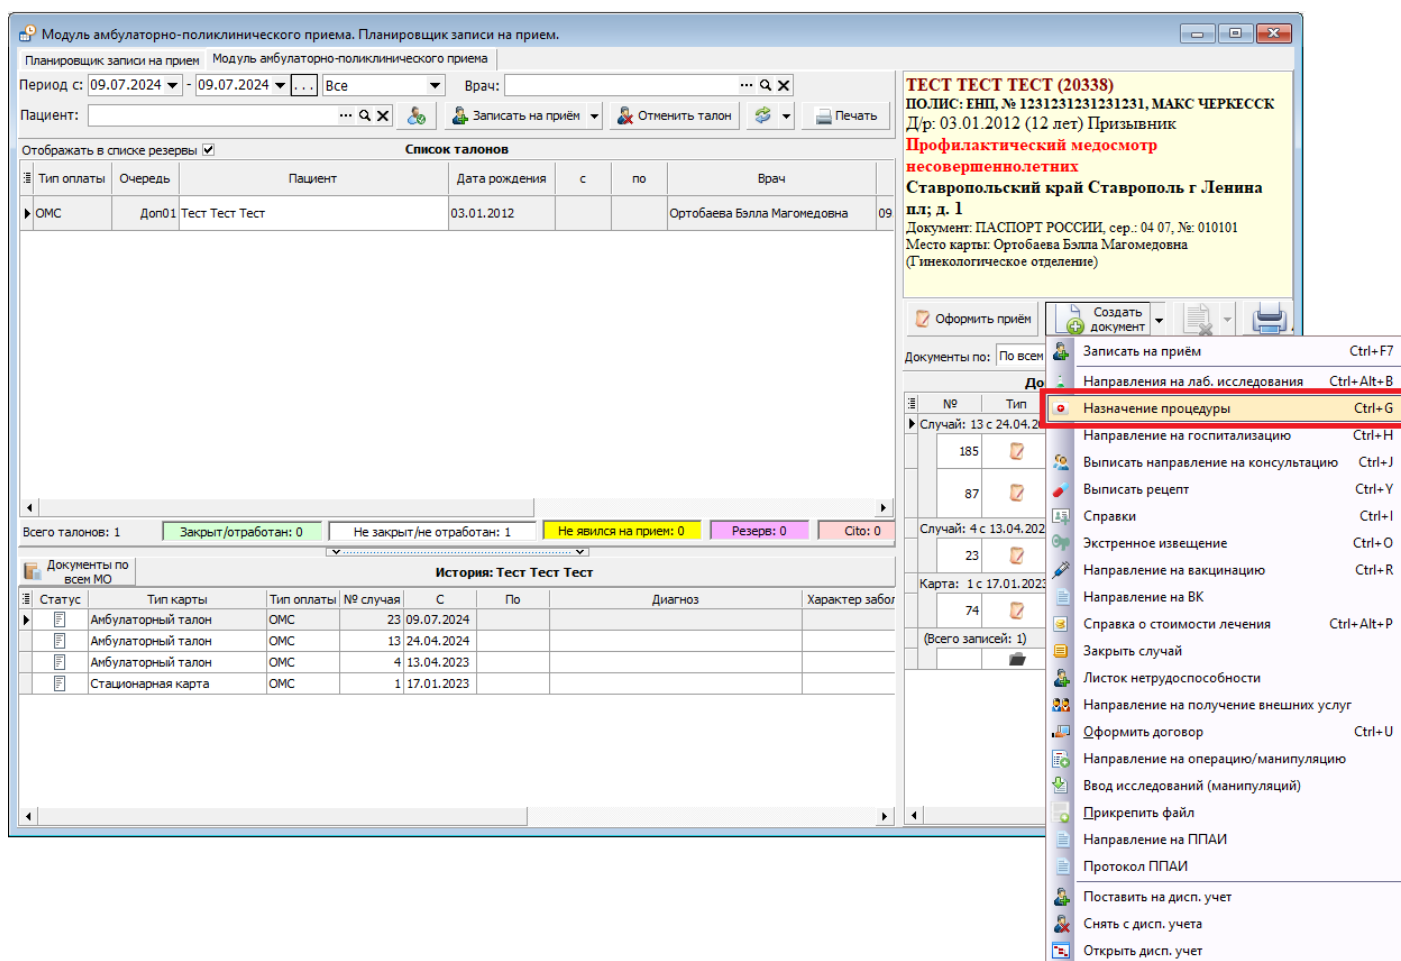 Модуль амбулаторно-поликлинического приема. Планировщик записи на прием.
Планировщик записи на прием Модуль амбулаторно-поликлинического приема
Период с: 09.07.2024 - 09.07.2024 ... Все Врач:
Пациент: Записать на приём Отменить талон Печать
Отображать в списке резервы Список талонов
Тип оплаты Очередь Пациент Дата рождения с по Врач
ОМС Доп01 Тест Тест Тест 03.01.2012 Ортобаева Бэлла Магомедовна 09
Всего талонов: 1 Закрыт/отработан: 0 Не закрыт/не отработан: 1 Не явился на прием: 0 Резерв: 0 Cito: 0
Документы по
всем МО
История: Тест Тест Тест
Статус Тип карты Тип оплаты № случая С По Диагноз Характер забол
Амбулаторный талон ОМС 23 09.07.2024
Амбулаторный талон ОМС 13 24.04.2024
Амбулаторный талон ОМС 4 13.04.2023
Стационарная карта ОМС 1 17.01.2023
ТЕСТ ТЕСТ ТЕСТ (20338)
ПОЛИС: ЕНП, № 1231231231231231, МАКС ЧЕРКЕССК
Д/р: 03.01.2012 (12 лет) Призывник
Профилактический медосмотр
несовершеннолетних
Ставропольский край Ставрополь г Ленина
пл; д. 1
Документ: ПАСПОРТ РОССИИ, сер.: 04 07, №: 010101
Место карты: Ортобаева Бэлла Магомедовна
(Гинекологическое отделение)
Оформить приём Создать
документ
Документы по: По всем
До
№ Тип
Случай: 13 с 24.04.20
185
87
Случай: 4 с 13.04.202
23
Карта: 1 с 17.01.2023
74
(Всего записей: 1)
Записать на приём Ctrl+F7
Направления на лаб. исследования Ctrl+Alt+B
Назначение процедуры Ctrl+G
Направление на госпитализацию Ctrl+H
Выписать направление на консультацию Ctrl+J
Выписать рецепт Ctrl+Y
Справки Ctrl+I
Экстренное извещение Ctrl+O
Направление на вакцинацию Ctrl+R
Направление на ВК
Справка о стоимости лечения Ctrl+Alt+P
Закрыть случай
Листок нетрудоспособности
Направление на получение внешних услуг
Оформить договор Ctrl+U
Направление на операцию/манипуляцию
Ввод исследований (манипуляций)
Прикрепить файл
Направление на ППАИ
Протокол ППАИ
Поставить на дисп. учет
Снять с дисп. учета
Открыть дисп. учет